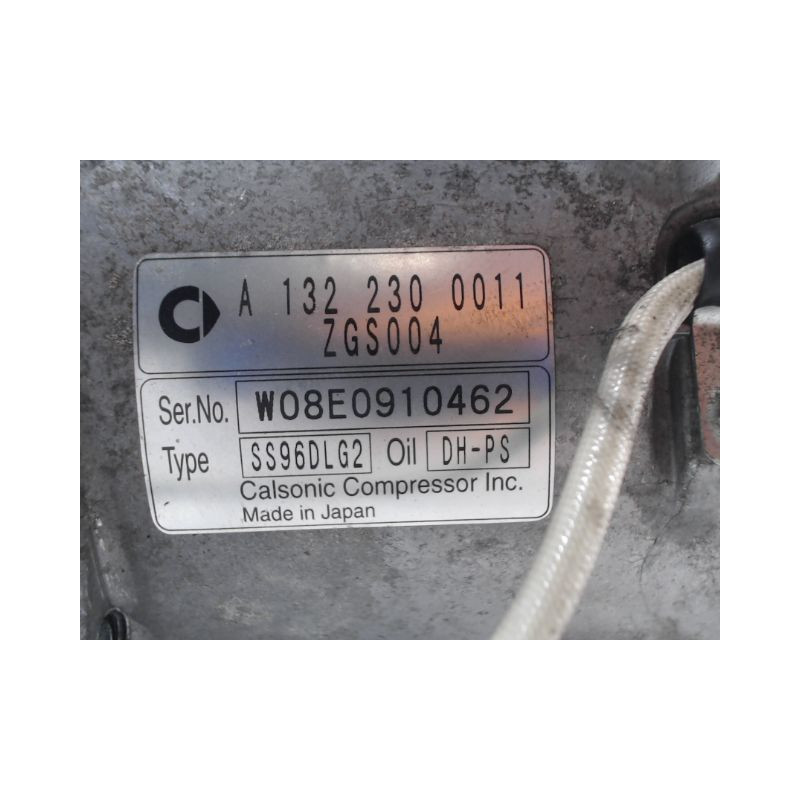 A 132 230 0011
ZGS004
Ser.No. W08E0910462
Type SS96DLG2 Oil DH-PS
Calsonic Compressor Inc.
Made in Japan